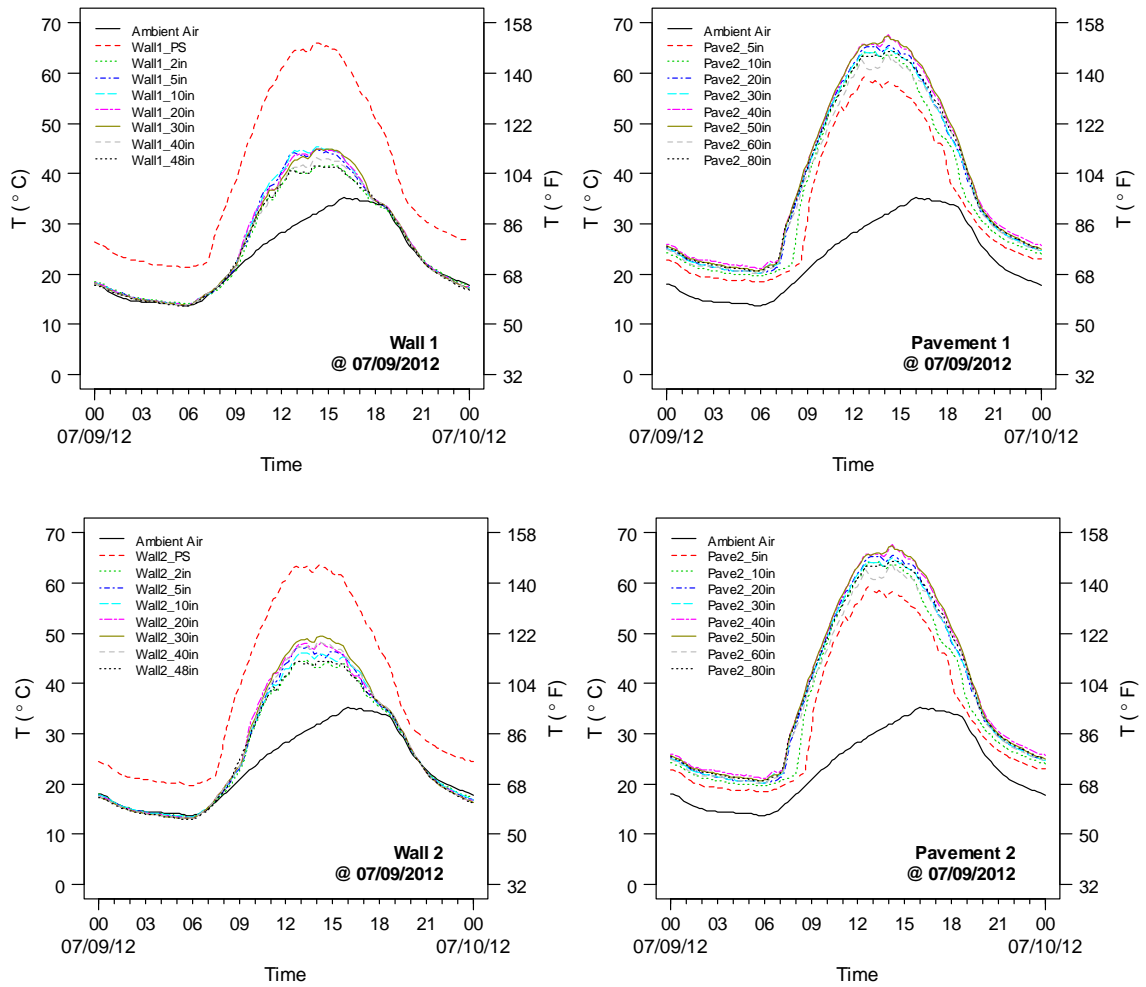 T ( ° C)
70
60
50
40
30
20
10
0
Ambient Air
Wall1_PS
Wall1_2in
Wall1_5in
Wall1_10in
Wall1_20in
Wall1_30in
Wall1_40in
Wall1_48in
158
140
122
104
86
68
50
32
T ( ° F)
Wall 1
@ 07/09/2012
00 03 06 09 12 15 18 21 00
07/09/12 07/10/12
Time
T ( ° C)
70
60
50
40
30
20
10
0
Ambient Air
Pave2_5in
Pave2_10in
Pave2_20in
Pave2_30in
Pave2_40in
Pave2_50in
Pave2_60in
Pave2_80in
158
140
122
104
86
68
50
32
T ( ° F)
Pavement 1
@ 07/09/2012
00 03 06 09 12 15 18 21 00
07/09/12 07/10/12
Time
T ( ° C)
70
60
50
40
30
20
10
0
Ambient Air
Wall2_PS
Wall2_2in
Wall2_5in
Wall2_10in
Wall2_20in
Wall2_30in
Wall2_40in
Wall2_48in
158
140
122
104
86
68
50
32
T ( ° F)
Wall 2
@ 07/09/2012
00 03 06 09 12 15 18 21 00
07/09/12 07/10/12
Time
T ( ° C)
70
60
50
40
30
20
10
0
Ambient Air
Pave2_5in
Pave2_10in
Pave2_20in
Pave2_30in
Pave2_40in
Pave2_50in
Pave2_60in
Pave2_80in
158
140
122
104
86
68
50
32
T ( ° F)
Pavement 2
@ 07/09/2012
00 03 06 09 12 15 18 21 00
07/09/12 07/10/12
Time